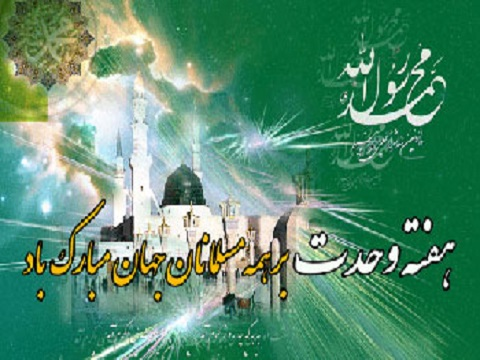 محمد رسول الله
هفته وحدت بر همه مسلمانان جهان مبارک باد